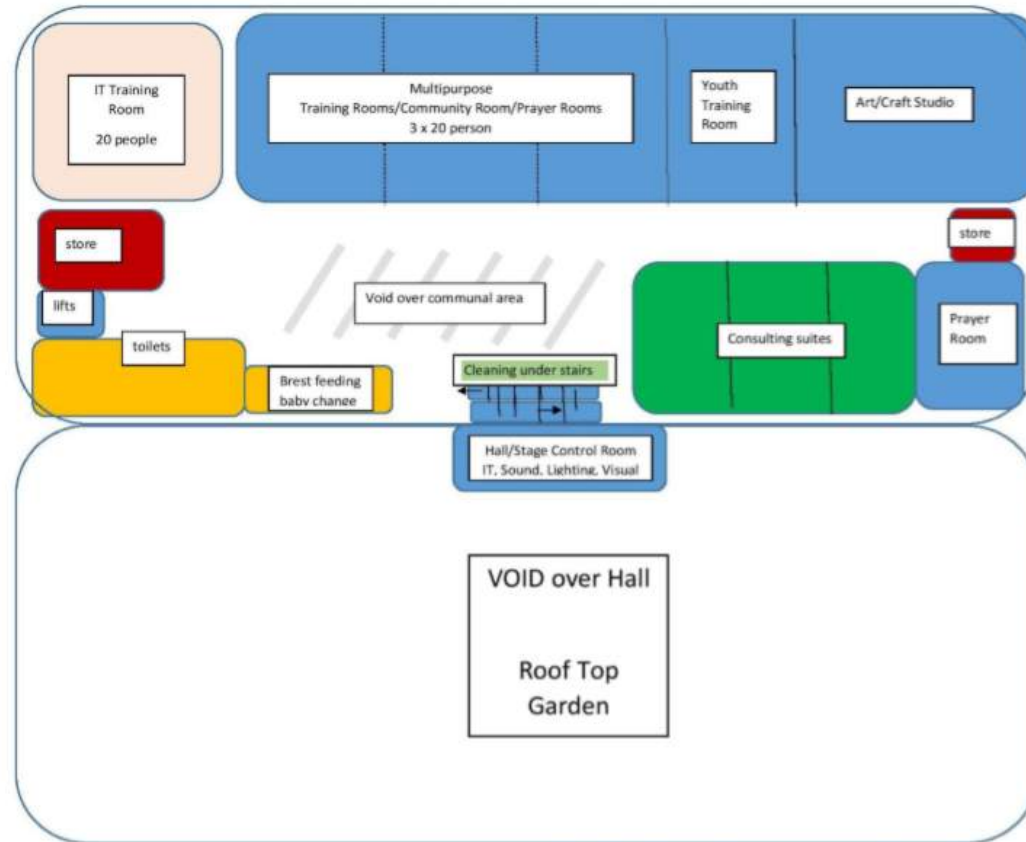 IT Training
Room
20 people
Multipurpose
Training Rooms/Community Room/Prayer Rooms
3 x 20 person
Youth
Training
Room
Art/Craft Studio
store
store
lifts
Void over communal area
toilets
Consulting suites
Prayer
Room
Cleaning under stairs
Brest feeding
baby change
Hall/Stage Control Room
IT, Sound, Lighting, Visual
VOID over Hall
Roof Top
Garden